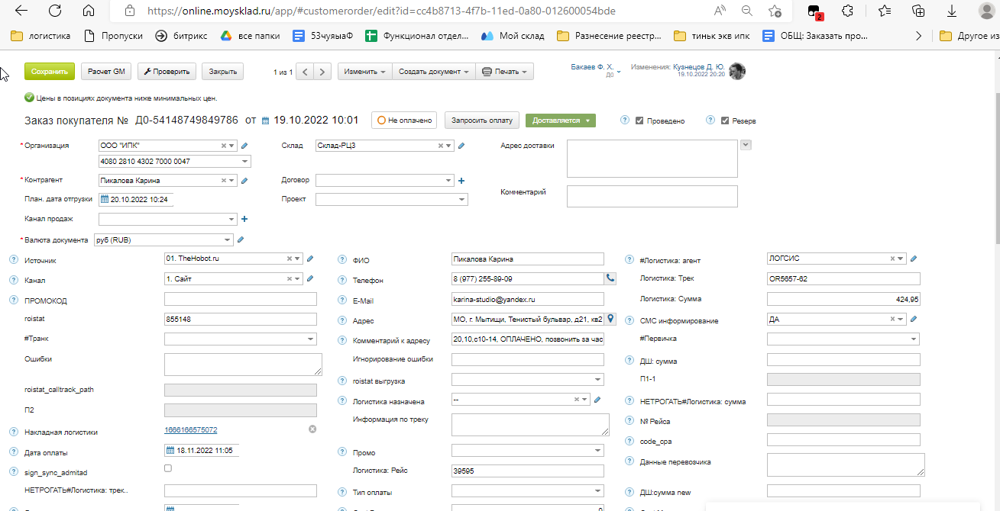 https://online.moysklad.ru/app/#customerorder/edit?id=cc4b8713-4f7b-11ed-0a80-012600054bde
2
логистика Пропуски битрикс все папки 53чуяыаФ Функционал отдел... Мой склад Разнесение реестр... тиньк экв ипк ОБЩ: Заказать про... Другое из
Сохранить Расчет GM Проверить Закрыть 1 из 1 Изменить Создать документ Печать Бакаев Ф. Х. Изменения: Кузнецов Д. Ю.
ДО 19.10.2022 20:20
Цены в позициях документа ниже минимальных цен.
Заказ покупателя № Д0-54148749849786 от 19.10.2022 10:01 Не оплачено Запросить оплату Доставляется ? Проведено ? Резерв
* Организация ООО "ИПК" Склад Склад-РЦ3 Адрес доставки
4080 2810 4302 7000 0047
* Контрагент Пикалова Карина Договор Комментарий
План. дата отгрузки 20.10.2022 10:24 Проект
Канал продаж
* Валюта документа руб (RUB)
? Источник 01. TheHobot.ru ? ФИО Пикалова Карина ? #Логистика: агент ЛОГСИС
? Канал 1. Сайт ? Телефон 8 (977) 255-89-09 Логистика: Трек OR5657-62
? ПРОМОКОД ? E-Mail karina-studio@yandex.ru Логистика: Сумма 424,95
roistat 855148 ? Адрес МО, г. Мытищи, Тенистый бульвар, д21, кв2 ? СМС информирование ДА
#Транк ? Комментарий к адресу 20,10,с10-14, ОПЛАЧЕНО, позвонить за час #Первичка
Ошибки Игнорирование ошибки ? ДШ: сумма
roistat_calltrack_path ? roistat выгрузка П1-1
П2 ? Логистика назначена -- ? НЕТРОГАТЬ#Логистика: сумма
? Накладная логистики 1666166575072 Информация по треку ? № Рейса
? Дата оплаты 18.11.2022 11:05 ? Промо ? code_cpa
? sign_sync_admitad Логистика: Рейс 39595 ? Данные перевозчика
НЕТРОГАТЬ#Логистика: трек.. ? Тип оплаты ? ДШ:сумма new